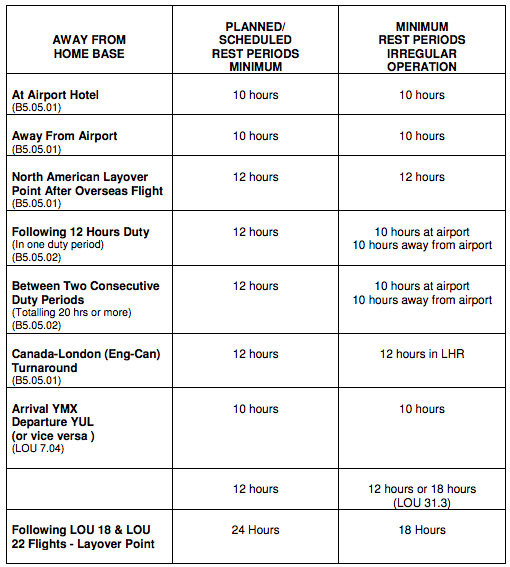 AWAY FROM
HOME BASE
PLANNED/
SCHEDULED
REST PERIODS
MINIMUM
MINIMUM
REST PERIODS
IRREGULAR
OPERATION
At Airport Hotel
(B5.05.01)
10 hours
10 hours
Away From Airport
(B5.05.01)
10 hours
10 hours
North American Layover
Point After Overseas Flight
(B5.05.01)
12 hours
12 hours
Following 12 Hours Duty
(In one duty period)
(B5.05.02)
12 hours
10 hours at airport
10 hours away from airport
Between Two Consecutive
Duty Periods
(Totalling 20 hrs or more)
(B5.05.02)
12 hours
10 hours at airport
10 hours away from airport
Canada-London (Eng-Can)
Turnaround
(B5.05.01)
12 hours
12 hours in LHR
Arrival YMX
Departure YUL
(or vice versa )
(LOU 7.04)
10 hours
10 hours
12 hours
12 hours or 18 hours
(LOU 31.3)
Following LOU 18 & LOU
22 Flights - Layover Point
24 Hours
18 Hours